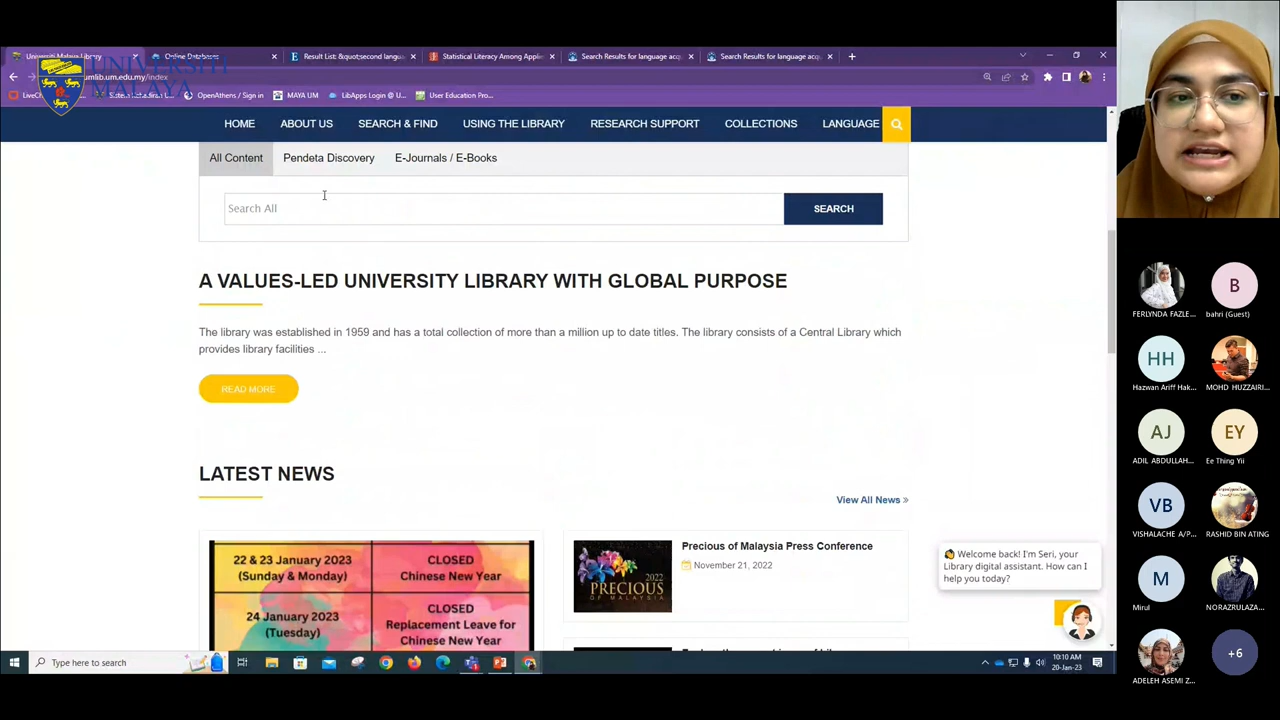 Universiti Malaya Library
Online Databases
Result List: &quot;second langu
Statistical Literacy Among Applie
Search Results for language acq
Search Results for language acq
UNIVERSITI
MALAYA
umlib.um.edu.my/index
LiveC
OpenAthens / Sign in
MAYA UM
LibApps Login @ U...
User Education Pro...
HOME
ABOUT US
SEARCH & FIND
USING THE LIBRARY
RESEARCH SUPPORT
COLLECTIONS
LANGUAGE
All Content
Pendeta Discovery
E-Journals / E-Books
Search All
SEARCH
A VALUES-LED UNIVERSITY LIBRARY WITH GLOBAL PURPOSE
The library was established in 1959 and has a total collection of more than a million up to date titles. The library consists of a Central Library which
provides library facilities ...
READ MORE
LATEST NEWS
View All News »
22 & 23 January 2023
(Sunday & Monday)
CLOSED
Chinese New Year
24 January 2023
(Tuesday)
CLOSED
Replacement Leave for
Chinese New Year
2022
PRECIOUS
Precious of Malaysia Press Conference
November 21, 2022
Welcome back! I'm Seri, your
Library digital assistant. How can I
help you today?
Type here to search
10:10 AM
20-Jan-23
FERLYNDA FAZLE...
B
bahri (Guest)
HH
Hazwan Ariff Hak...
MOHD HUZZAIRI...
AJ
ADIL ABDULLAH...
EY
Ee Thing Yii
VB
VISHALACHE A/P...
RASHID BIN ATING
M
Mirul
NORAZRULAZA...
ADELEH ASEMI Z...
+6